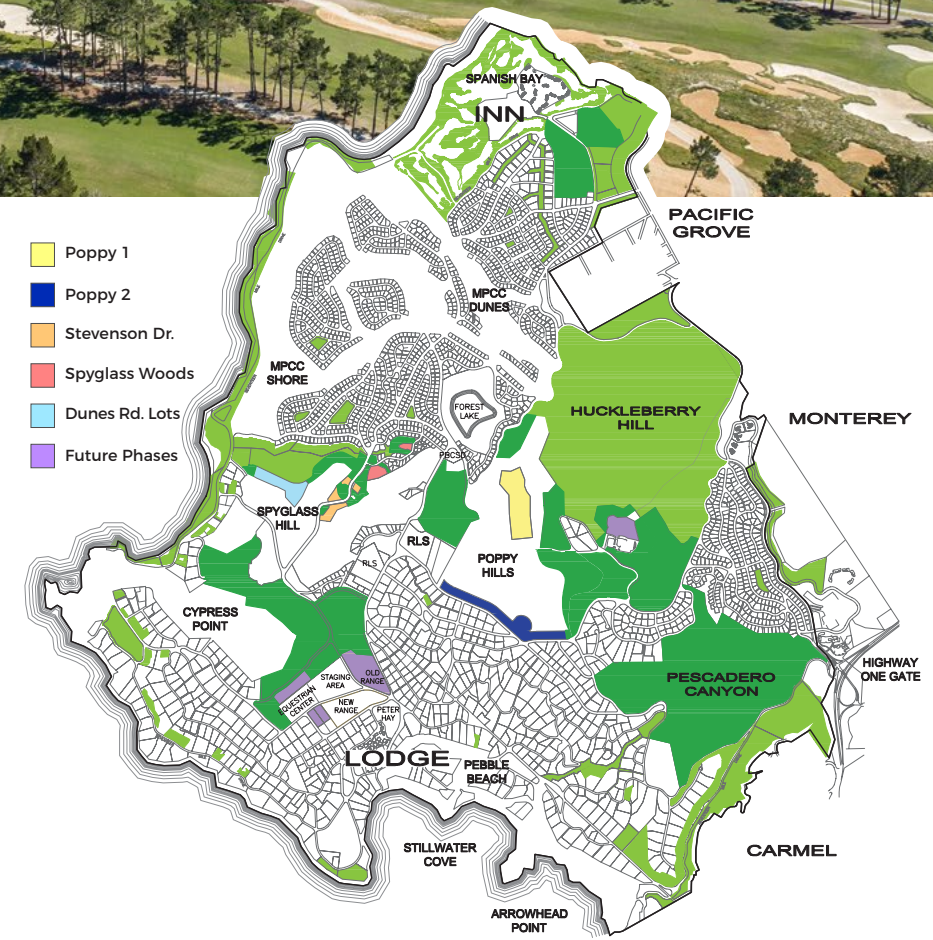 SPANISH BAY
INN
PACIFIC
GROVE
Poppy 1
Poppy 2
Stevenson Dr.
Spyglass Woods
Dunes Rd. Lots
Future Phases
MPCC
DUNES
MPCC
SHORE
FOREST
LAKE
HUCKLEBERRY
HILL
MONTEREY
PBCSD
SPYGLASS
HILL
RLS
RLS
POPPY
HILLS
CYPRESS
POINT
HIGHWAY
ONE GATE
PESCADERO
CANYON
OLD
RANGE
STAGING
AREA
EQUESTRIAN
CENTER
NEW
RANGE
PETER
HAY
LODGE
PEBBLE
BEACH
STILLWATER
COVE
CARMEL
ARROWHEAD
POINT